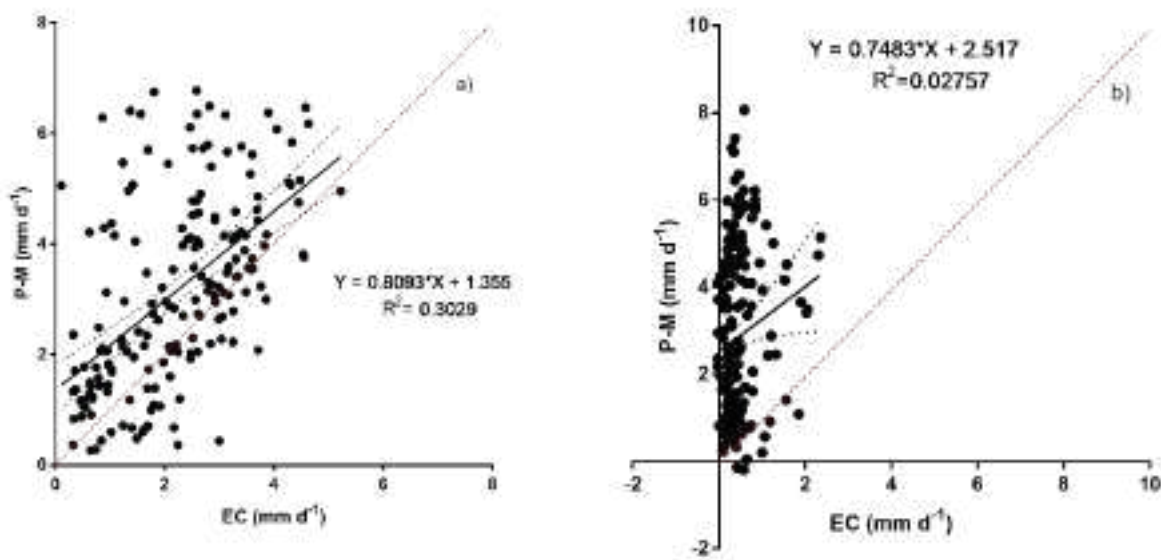 8
6
4
2
0
0
2
4
6
8
P-M (mm d-1)
EC (mm d-1)
a)
Y = 0.8093*X + 1.355
R2= 0.3029
10
8
6
4
2
-2
-2
2
4
6
8
10
P-M (mm d-1)
EC (mm d-1)
Y = 0.7483*X + 2.517
R2=0.02757
b)